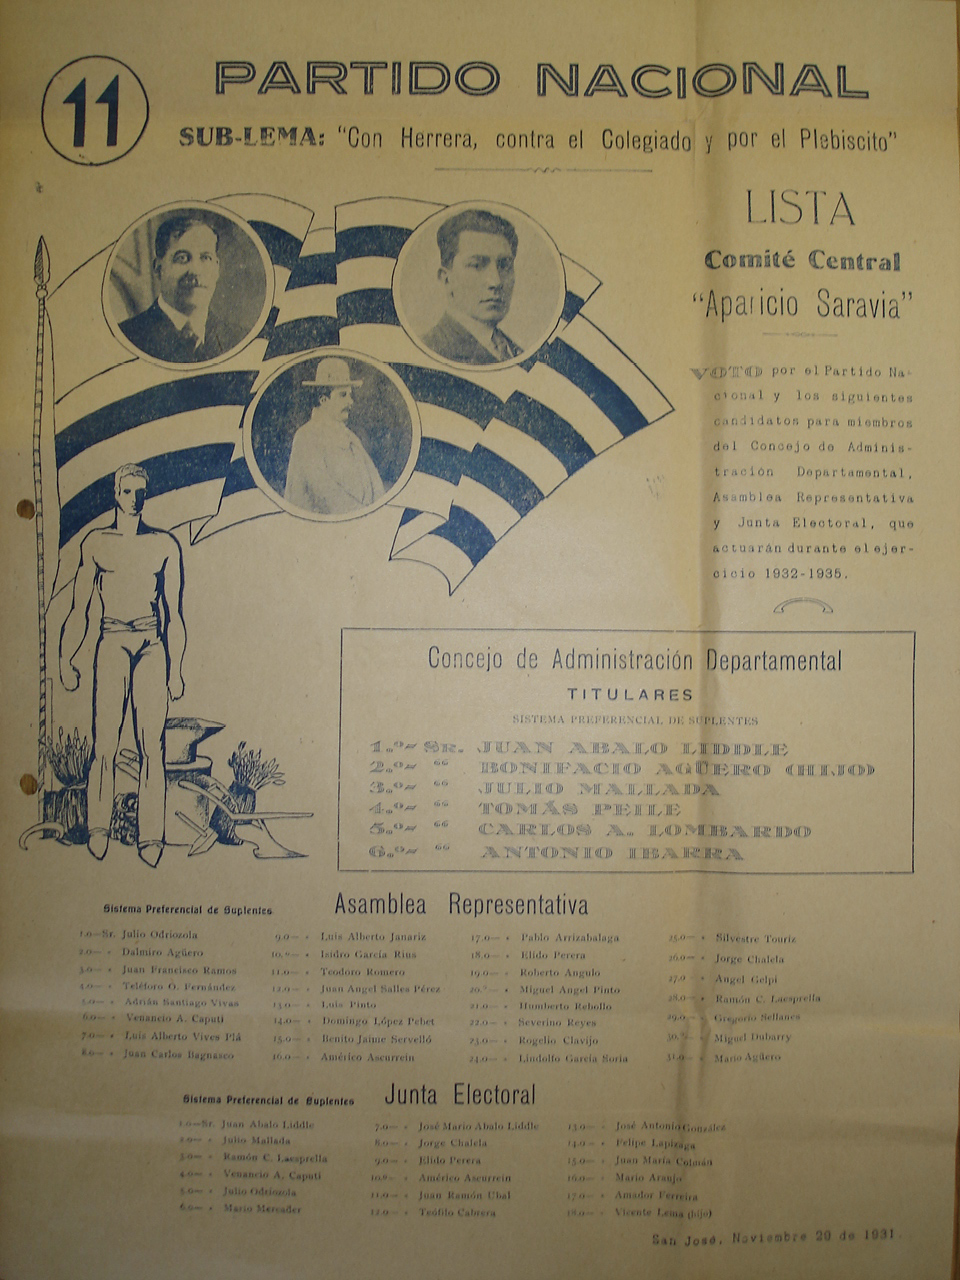 11
PARTIDO NACIONAL
SUB-LEMA: "Con Herrera, contra el Colegiado y por el Plebiscito"
LISTA
Comité Central
"Aparicio Saravia"
VOTO por el Partido Na-
cional y los siguientes
candidatos para miembros
del Concejo de Adminis-
tración Departamental,
Asamblea Representativa
y Junta Electoral, que
actuarán durante el ejer-
cicio 1932-1935.
Concejo de Administración Departamental
TITULARES
SISTEMA PREFERENCIAL DE SUPLENTES
1.º— SR. JUAN ABALO LIDDLE
2.º— " BONIFACIO AGÜERO (HIJO)
3.º— " JULIO MALLADA
4.º— " TOMÁS PEILE
5.º— " CARLOS A. LOMBARDO
6.º— " ANTONIO IBARRA
Sistema Preferencial de Suplentes
Asamblea Representativa
1.o—Sr. Julio Odriozola
2.o— » Dalmiro Agüero
3.o— » Juan Francisco Ramos
4.o— » Teléforo O. Fernández
5.o— » Adrián Santiago Vivas
6.o— » Venancio A. Caputi
7.o— » Luis Alberto Vives Plá
8.o— » Juan Carlos Bagnasco
9.o— » Luis Alberto Janariz
10.o— » Isidro García Rius
11.o— » Teodoro Romero
12.o— » Juan Angel Salles Pérez
13.o— » Luis Pinto
14.o— » Domingo López Pebet
15.o— » Benito Jaime Servelló
16.o— » Américo Ascurrein
17.o— » Pablo Arrizabalaga
18.o— » Elido Perera
19.o— » Roberto Angulo
20.o— » Miguel Angel Pinto
21.o— » Humberto Rebollo
22.o— » Severino Reyes
23.o— » Rogelio Clavijo
24.o— » Lindolfo García Soria
25.o— » Silvestre Touriz
26.o— » Jorge Chalela
27.o » Angel Gelpi
28.o— » Ramón C. Laesprella
29.o— » Gregorio Sellanes
30.o— » Miguel Dubarry
31.o— » Mario Agüero
Sistema Preferencial de Suplentes
Junta Electoral
1.o—Sr. Juan Abalo Liddle
2.o— » Julio Mallada
3.o— » Ramón C. Laesprella
4.o— » Venancio A. Caputi
5.o— » Julio Odriozola
6.o— » Mario Mercader
7.o— » José Mario Abalo Liddle
8.o— » Jorge Chalela
9.o— » Elido Perera
10.o— » Américo Ascurrein
11.o— » Juan Ramón Ubal
12.o— » Teófilo Cabrera
13.o— » José Antonio González
14.o— » Felipe Lapizaga
15.o— » Juan María Colmán
16.o— » Mario Araujo
17.o— » Amador Ferreira
18.o— » Vicente Lema (hijo)
San José, Noviembre 29 de 1931.